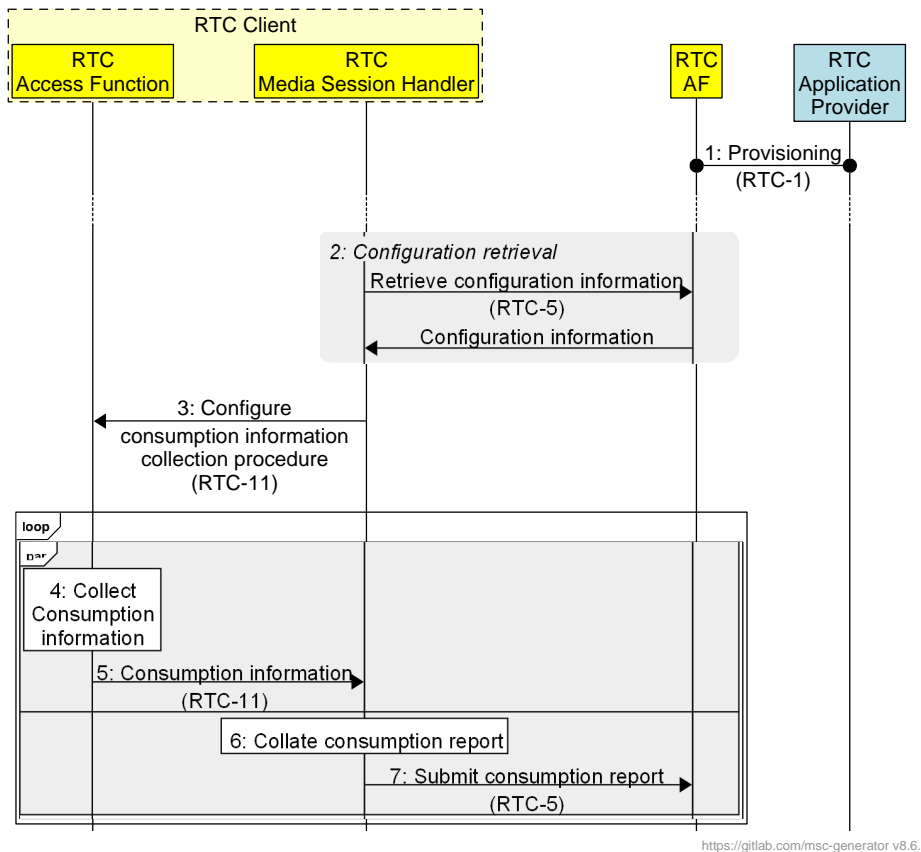 RTC Client
RTC
Access Function
RTC
Media Session Handler
RTC
AF
RTC
Application
Provider
1: Provisioning
(RTC-1)
2: Configuration retrieval
Retrieve configuration information
(RTC-5)
Configuration information
3: Configure
consumption information
collection procedure
(RTC-11)
loop
par
4: Collect
Consumption
information
5: Consumption information
(RTC-11)
6: Collate consumption report
7: Submit consumption report
(RTC-5)
https://gitlab.com/msc-generator v8.6.